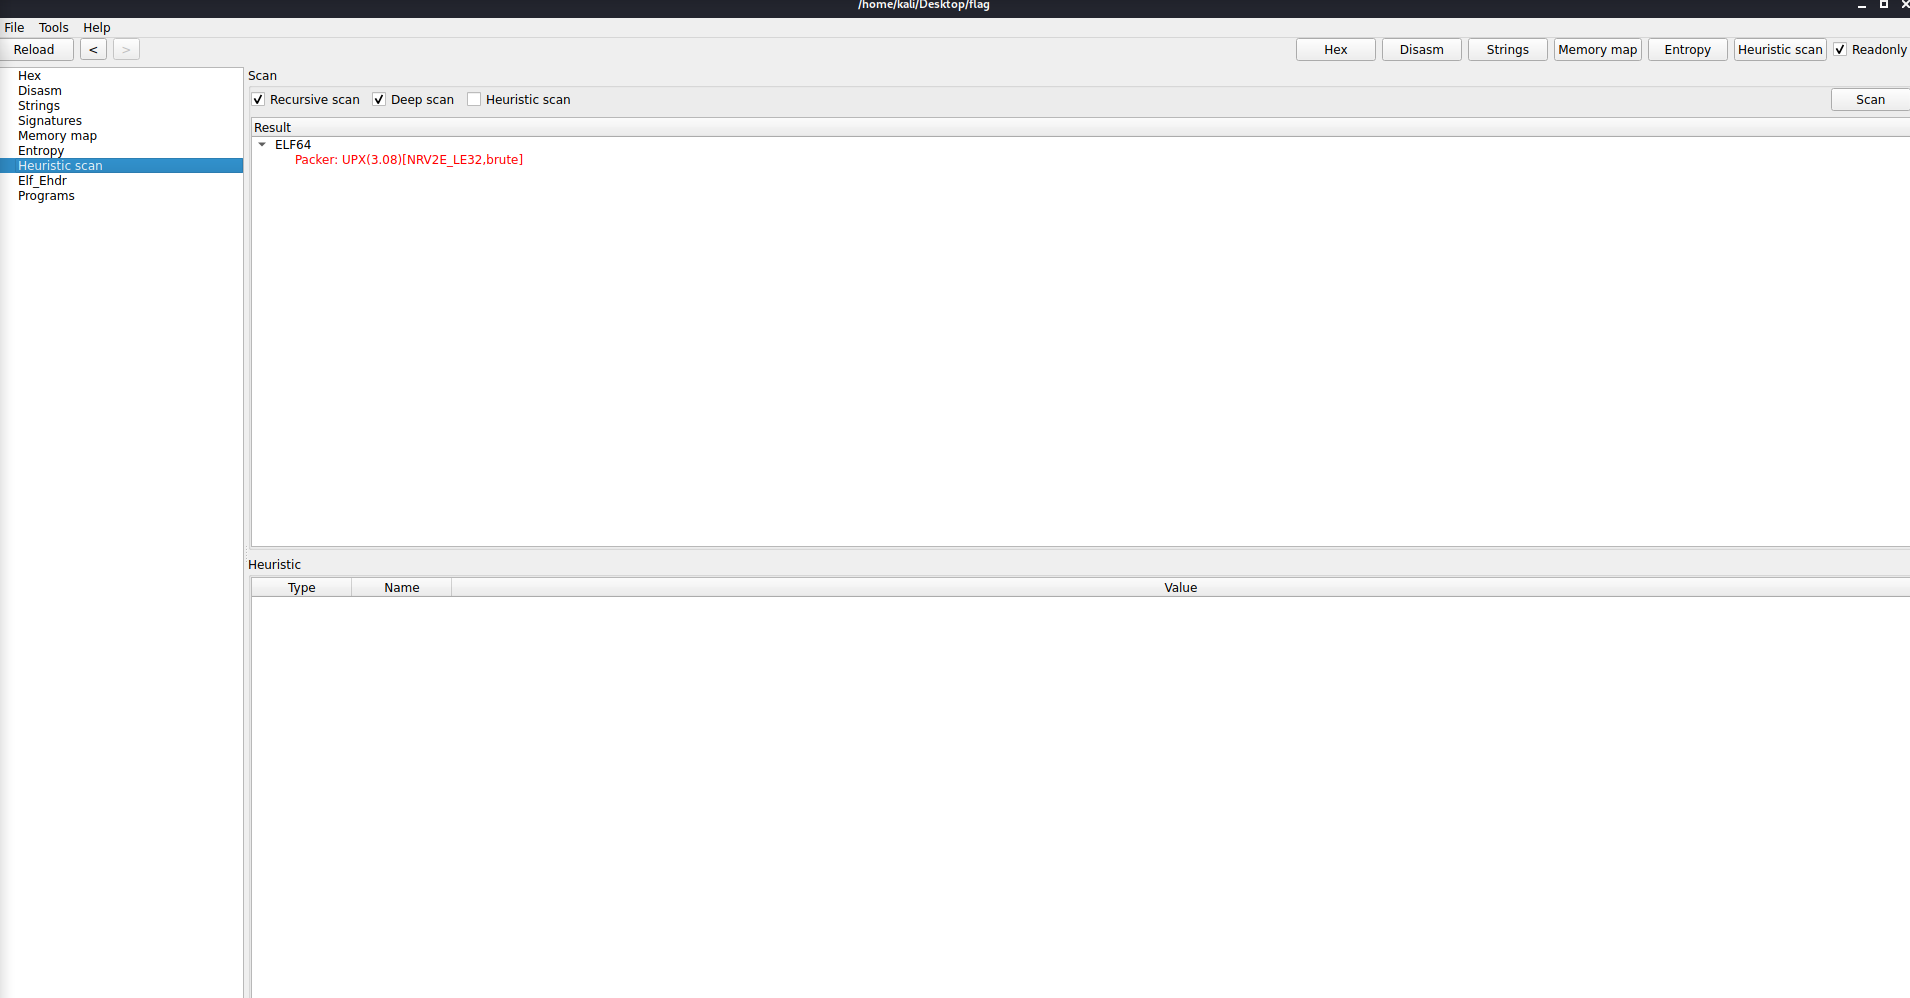 /home/kali/Desktop/flag
File Tools Help
Reload < > Hex Disasm Strings Memory map Entropy Heuristic scan Readonly
Hex
Disasm
Strings
Signatures
Memory map
Entropy
Heuristic scan
Elf_Ehdr
Programs
Scan
Recursive scan Deep scan Heuristic scan Scan
Result
ELF64
Packer: UPX(3.08)[NRV2E_LE32,brute]
Heuristic
Type Name Value